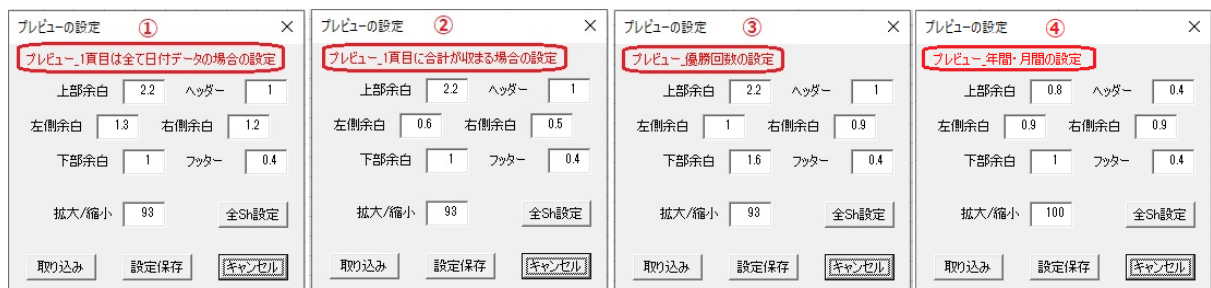 プレビューの設定 ① ×
プレビュー_1頁目は全て日付データの場合の設定
上部余白 2.2 ヘッダー 1
左側余白 1.3 右側余白 1.2
下部余白 1 フッター 0.4
拡大/縮小 93 全Sh設定
取り込み 設定保存 キャンセル
プレビューの設定 ② ×
プレビュー_1頁目に合計が収まる場合の設定
上部余白 2.2 ヘッダー 1
左側余白 0.6 右側余白 0.5
下部余白 1 フッター 0.4
拡大/縮小 93 全Sh設定
取り込み 設定保存 キャンセル
プレビューの設定 ③ ×
プレビュー_優勝回数の設定
上部余白 2.2 ヘッダー 1
左側余白 1 右側余白 0.9
下部余白 1.6 フッター 0.4
拡大/縮小 93 全Sh設定
取り込み 設定保存 キャンセル
プレビューの設定 ④ ×
プレビュー_年間・月間の設定
上部余白 0.8 ヘッダー 0.4
左側余白 0.9 右側余白 0.9
下部余白 1 フッター 0.4
拡大/縮小 100 全Sh設定
取り込み 設定保存 キャンセル